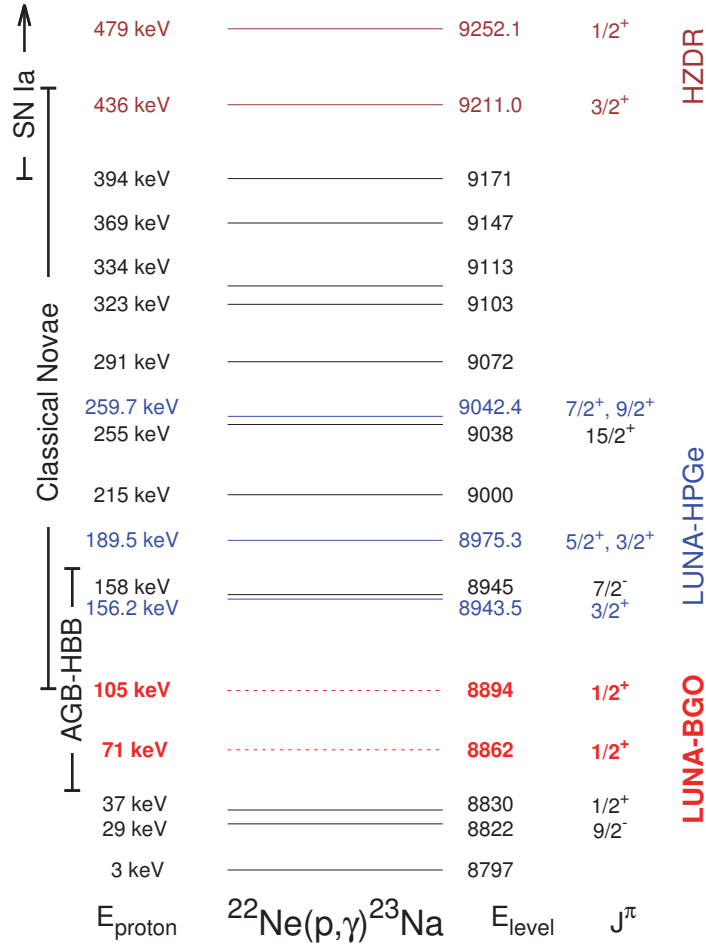 479 keV 9252.1 1/2⁺
436 keV 9211.0 3/2⁺
394 keV 9171
369 keV 9147
334 keV 9113
323 keV 9103
291 keV 9072
259.7 keV 9042.4 7/2⁺, 9/2⁺
255 keV 9038 15/2⁺
215 keV 9000
189.5 keV 8975.3 5/2⁺, 3/2⁺
158 keV 8945 7/2⁻
156.2 keV 8943.5 3/2⁺
105 keV 8894 1/2⁺
71 keV 8862 1/2⁺
37 keV 8830 1/2⁺
29 keV 8822 9/2⁻
3 keV 8797
E_proton ²²Ne(p,γ)²³Na E_level J^π
SN Ia
Classical Novae
AGB-HBB
HZDR
LUNA-HPGe
LUNA-BGO